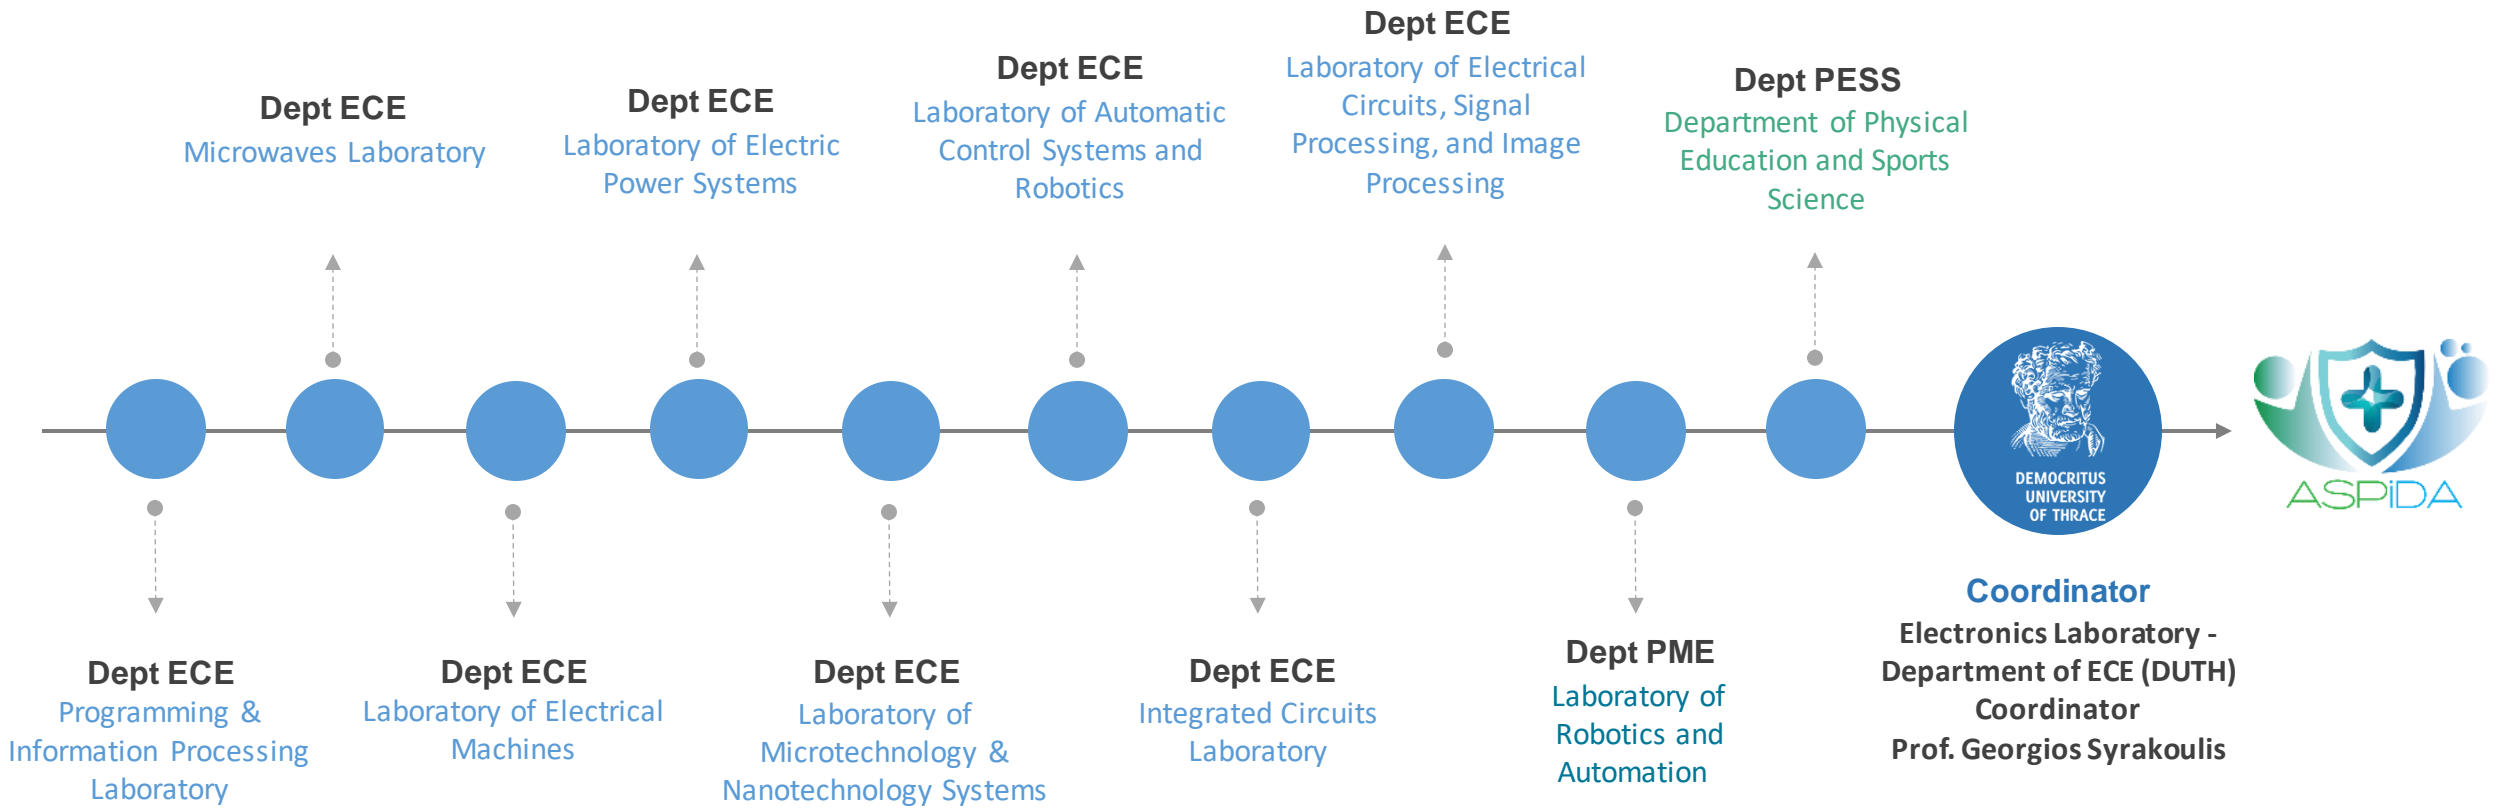 Dept ECE
Microwaves Laboratory
Dept ECE
Laboratory of Electric
Power Systems
Dept ECE
Laboratory of Automatic
Control Systems and
Robotics
Dept ECE
Laboratory of Electrical
Circuits, Signal
Processing, and Image
Processing
Dept PESS
Department of Physical
Education and Sports
Science
DEMOCRITUS
UNIVERSITY
OF THRACE
ASPiDA
Dept ECE
Programming &
Information Processing
Laboratory
Dept ECE
Laboratory of Electrical
Machines
Dept ECE
Laboratory of
Microtechnology &
Nanotechnology Systems
Dept ECE
Integrated Circuits
Laboratory
Dept PME
Laboratory of
Robotics and
Automation
Coordinator
Electronics Laboratory -
Department of ECE (DUTH)
Coordinator
Prof. Georgios Syrakoulis